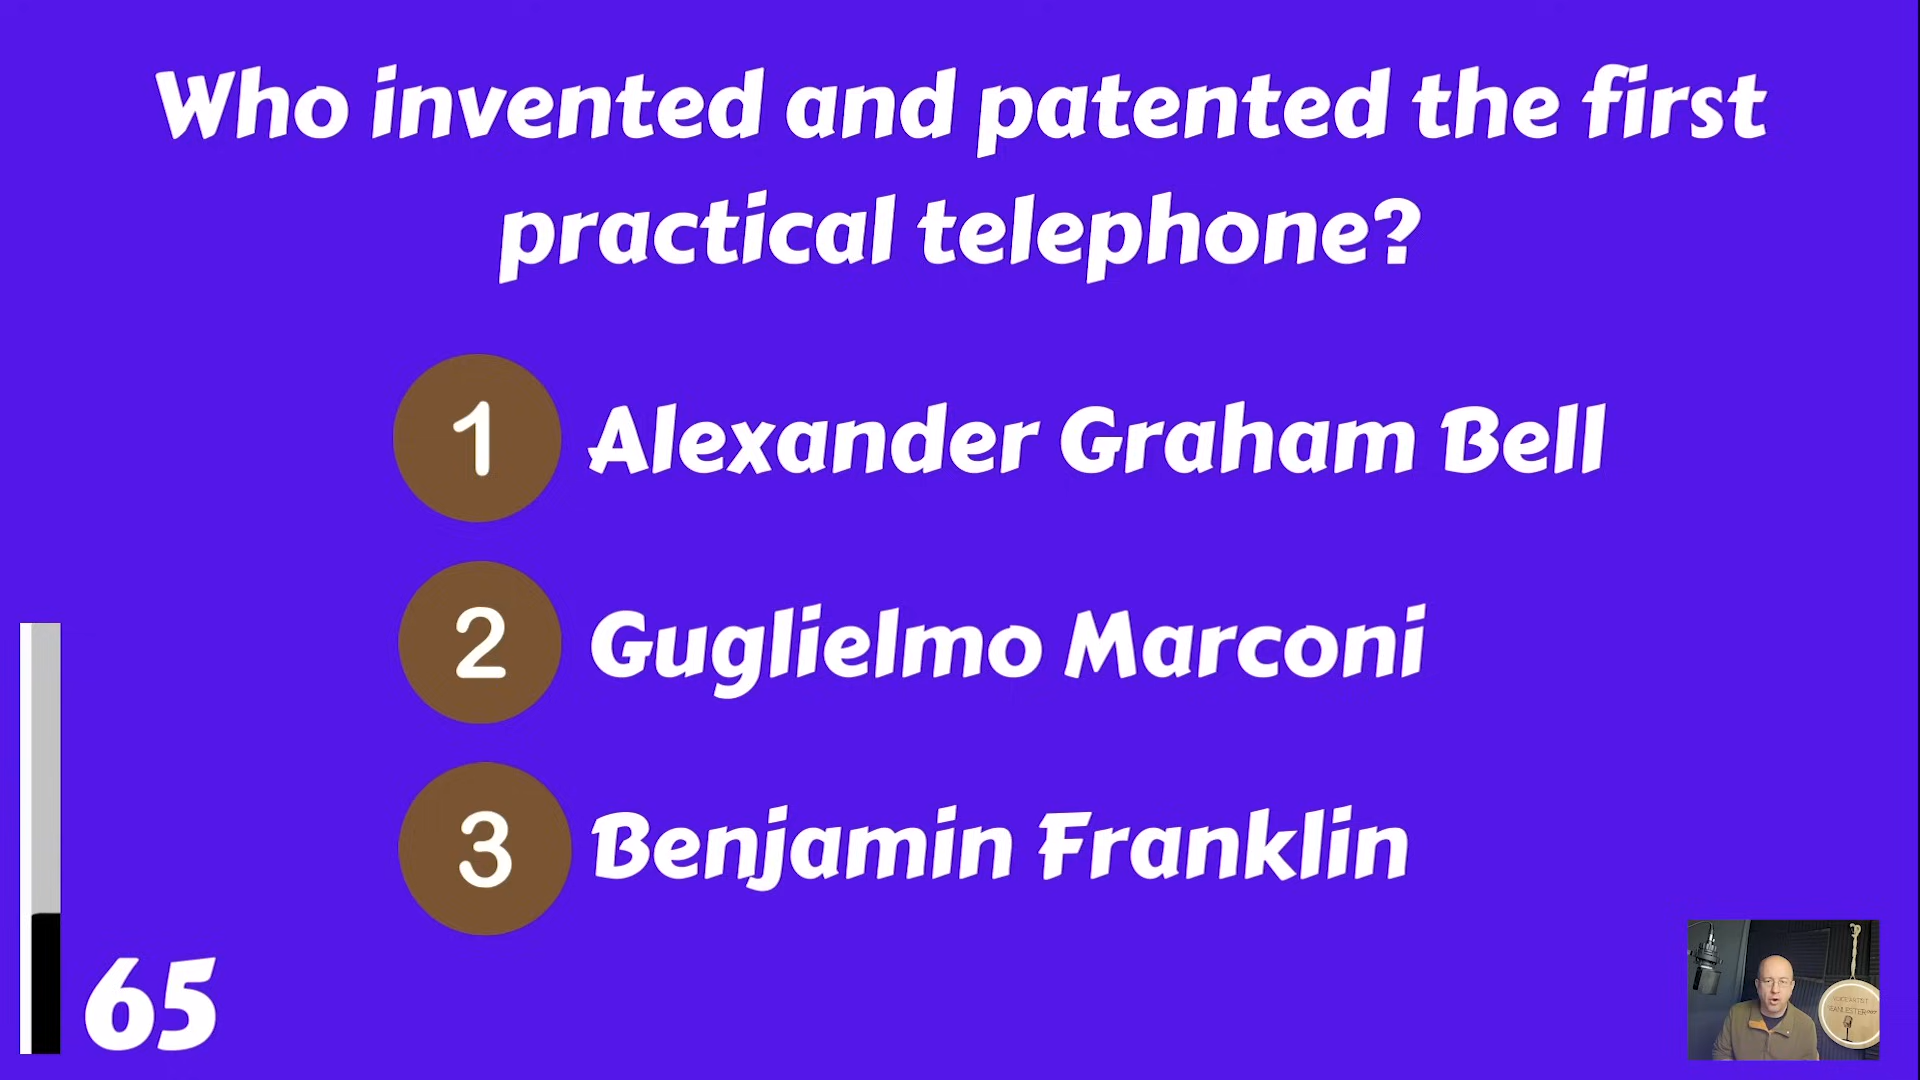 Who invented and patented the first
practical telephone?
1 Alexander Graham Bell
2 Guglielmo Marconi
3 Benjamin Franklin
65